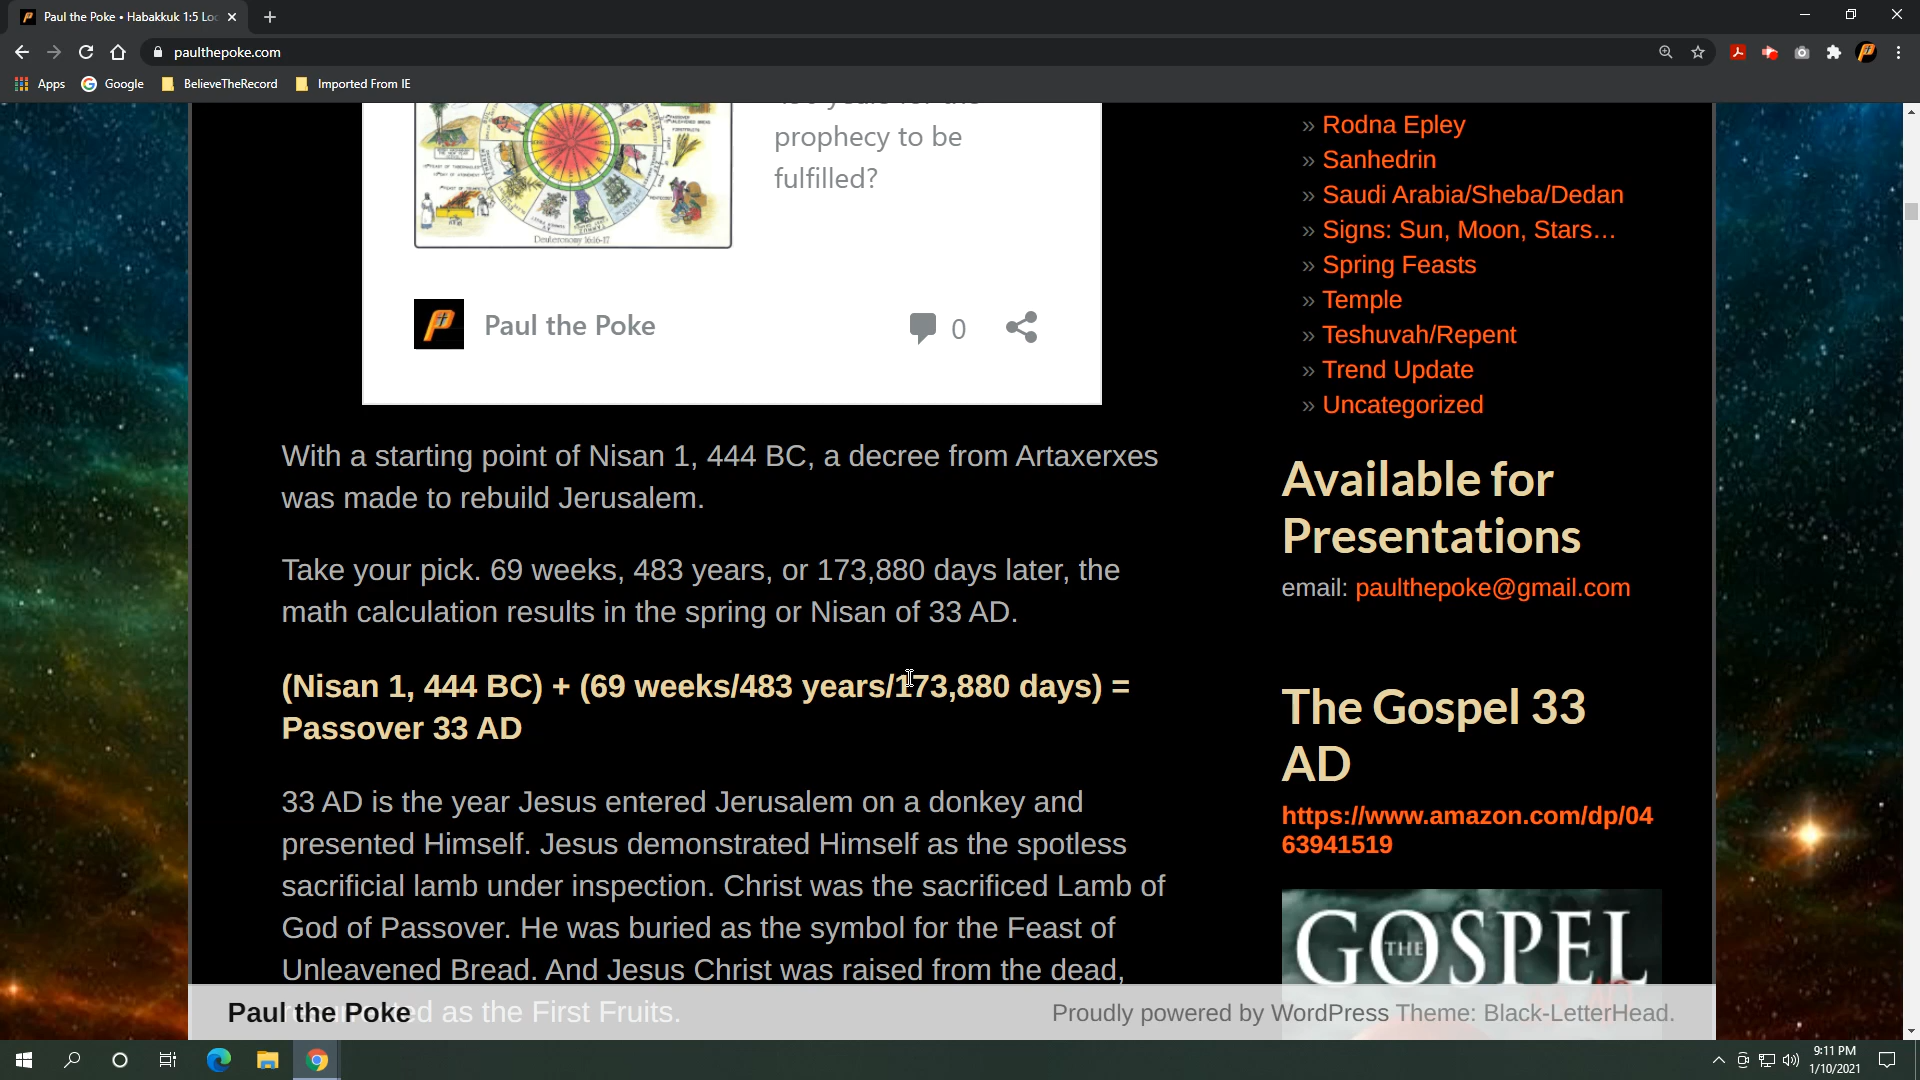 Paul the Poke • Habakkuk 1:5 Loo
paulthepoke.com
Apps
Google
BelieveTheRecord
Imported From IE
prophecy to be
fulfilled?
Deuteronomy 16:16-17
Paul the Poke
0
With a starting point of Nisan 1, 444 BC, a decree from Artaxerxes
was made to rebuild Jerusalem.
Take your pick. 69 weeks, 483 years, or 173,880 days later, the
math calculation results in the spring or Nisan of 33 AD.
(Nisan 1, 444 BC) + (69 weeks/483 years/173,880 days) =
Passover 33 AD
33 AD is the year Jesus entered Jerusalem on a donkey and
presented Himself. Jesus demonstrated Himself as the spotless
sacrificial lamb under inspection. Christ was the sacrificed Lamb of
God of Passover. He was buried as the symbol for the Feast of
Unleavened Bread. And Jesus Christ was raised from the dead,
as the First Fruits.
» Rodna Epley
» Sanhedrin
» Saudi Arabia/Sheba/Dedan
» Signs: Sun, Moon, Stars…
» Spring Feasts
» Temple
» Teshuvah/Repent
» Trend Update
» Uncategorized
Available for
Presentations
email: paulthepoke@gmail.com
The Gospel 33
AD
https://www.amazon.com/dp/04
63941519
THE GOSPEL
Paul the Poke
Proudly powered by WordPress Theme: Black-LetterHead.
9:11 PM
1/10/2021